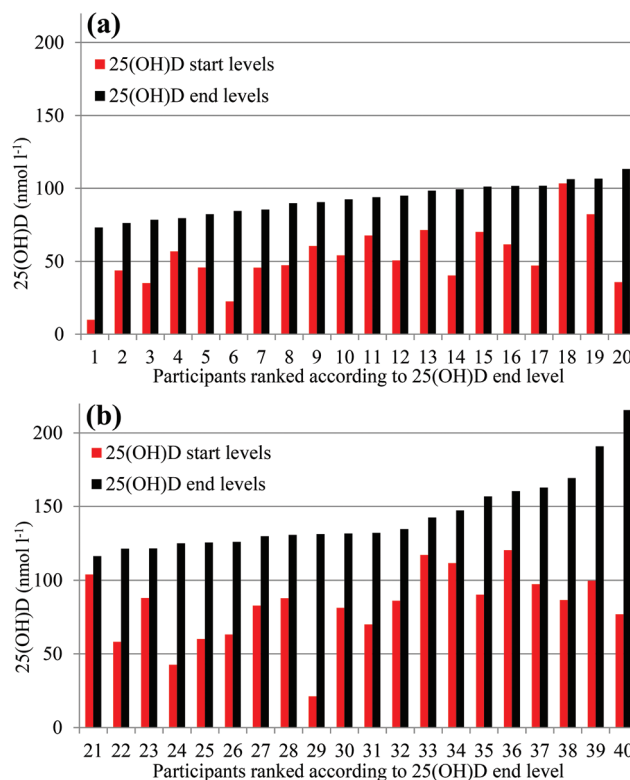 (a)
200
25(OH)D start levels
25(OH)D end levels
150
100
50
0
25(OH)D (nmol l-1)
1 2 3 4 5 6 7 8 9 10 11 12 13 14 15 16 17 18 19 20
Participants ranked according to 25(OH)D end level
(b)
200
25(OH)D start levels
25(OH)D end levels
150
100
50
0
25(OH)D (nmol l-1)
21 22 23 24 25 26 27 28 29 30 31 32 33 34 35 36 37 38 39 40
Participants ranked according to 25(OH)D end level